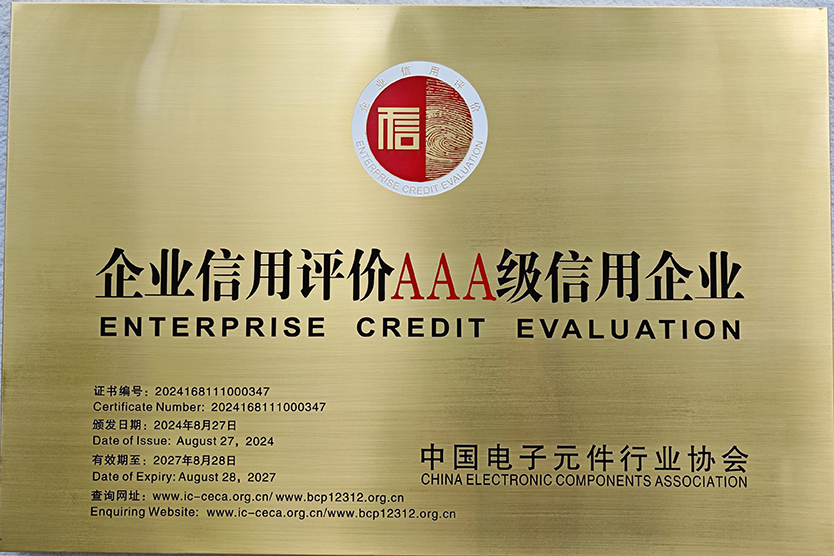 企业信用评价
信
ENTERPRISE CREDIT EVALUATION
企业信用评价AAA级信用企业
ENTERPRISE CREDIT EVALUATION
证书编号：2024168111000347
Certificate Number: 2024168111000347
颁发日期：2024年8月27日
Date of Issue: August 27, 2024
有效期至：2027年8月28日
Date of Expiry: August 28, 2027
查询网址：www.ic-ceca.org.cn/ www.bcp12312.org.cn
Enquiring Website: www.ic-ceca.org.cn/www.bcp12312.org.cn
中国电子元件行业协会
CHINA ELECTRONIC COMPONENTS ASSOCIATION